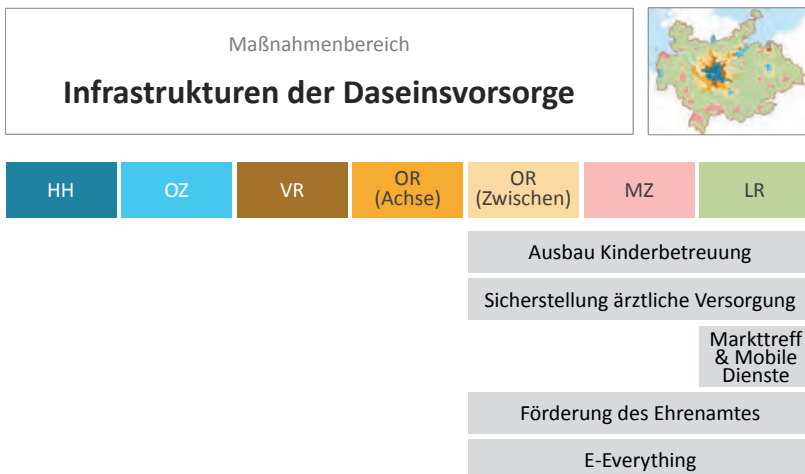 Maßnahmenbereich
Infrastrukturen der Daseinsvorsorge
HH
OZ
VR
OR
(Achse)
OR
(Zwischen)
MZ
LR
Ausbau Kinderbetreuung
Sicherstellung ärztliche Versorgung
Markttreff
& Mobile
Dienste
Förderung des Ehrenamtes
E-Everything